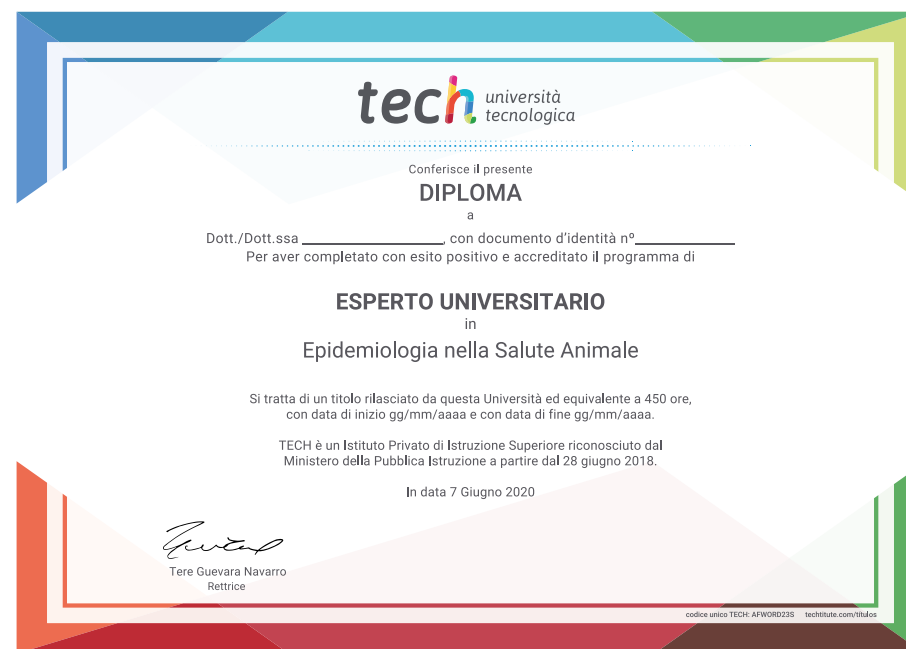 tech università
tecnologica
Conferisce il presente
DIPLOMA
a
Dott./Dott.ssa ____________________, con documento d'identità nº______________
Per aver completato con esito positivo e accreditato il programma di
ESPERTO UNIVERSITARIO
in
Epidemiologia nella Salute Animale
Si tratta di un titolo rilasciato da questa Università ed equivalente a 450 ore,
con data di inizio gg/mm/aaaa e con data di fine gg/mm/aaaa.
TECH è un Istituto Privato di Istruzione Superiore riconosciuto dal
Ministero della Pubblica Istruzione a partire dal 28 giugno 2018.
In data 7 Giugno 2020
Tere Guevara Navarro
Rettrice
codice unico TECH: AFWORD23S techtitute.com/titulos